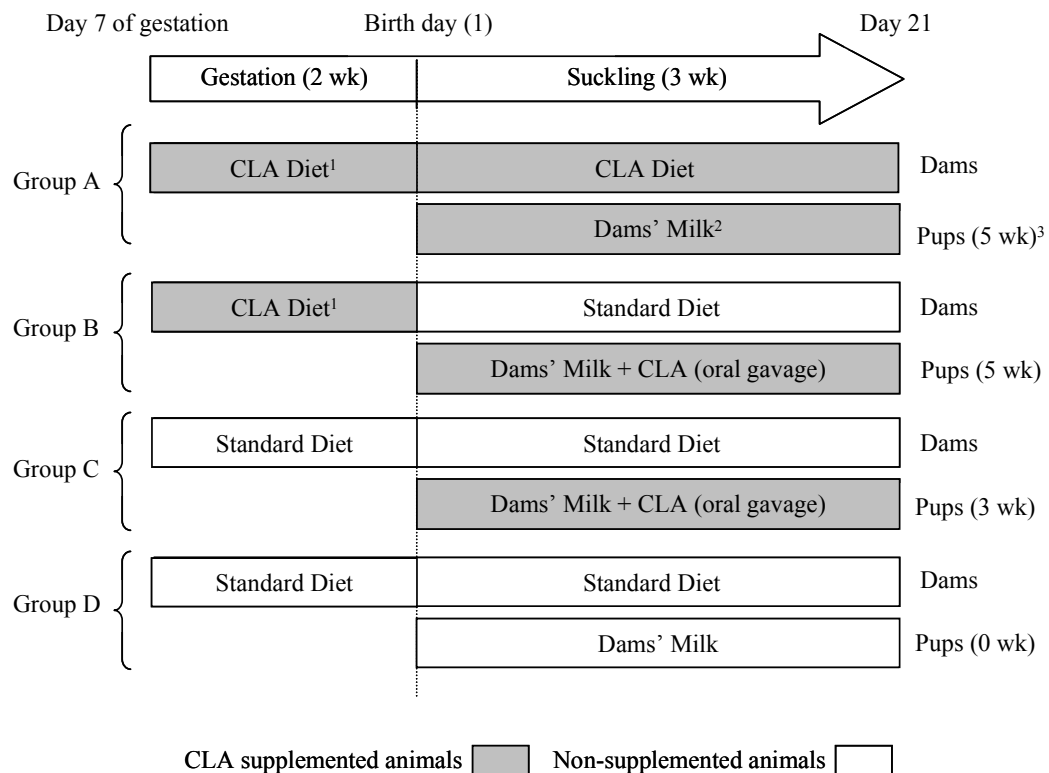 Day 7 of gestation Birth day (1) Day 21
Gestation (2 wk) Suckling (3 wk)
Group A
CLA Diet¹ CLA Diet Dams
Dams’ Milk² Pups (5 wk)³
Group B
CLA Diet¹ Standard Diet Dams
Dams’ Milk + CLA (oral gavage) Pups (5 wk)
Group C
Standard Diet Standard Diet Dams
Dams’ Milk + CLA (oral gavage) Pups (3 wk)
Group D
Standard Diet Standard Diet Dams
Dams’ Milk Pups (0 wk)
CLA supplemented animals Non-supplemented animals